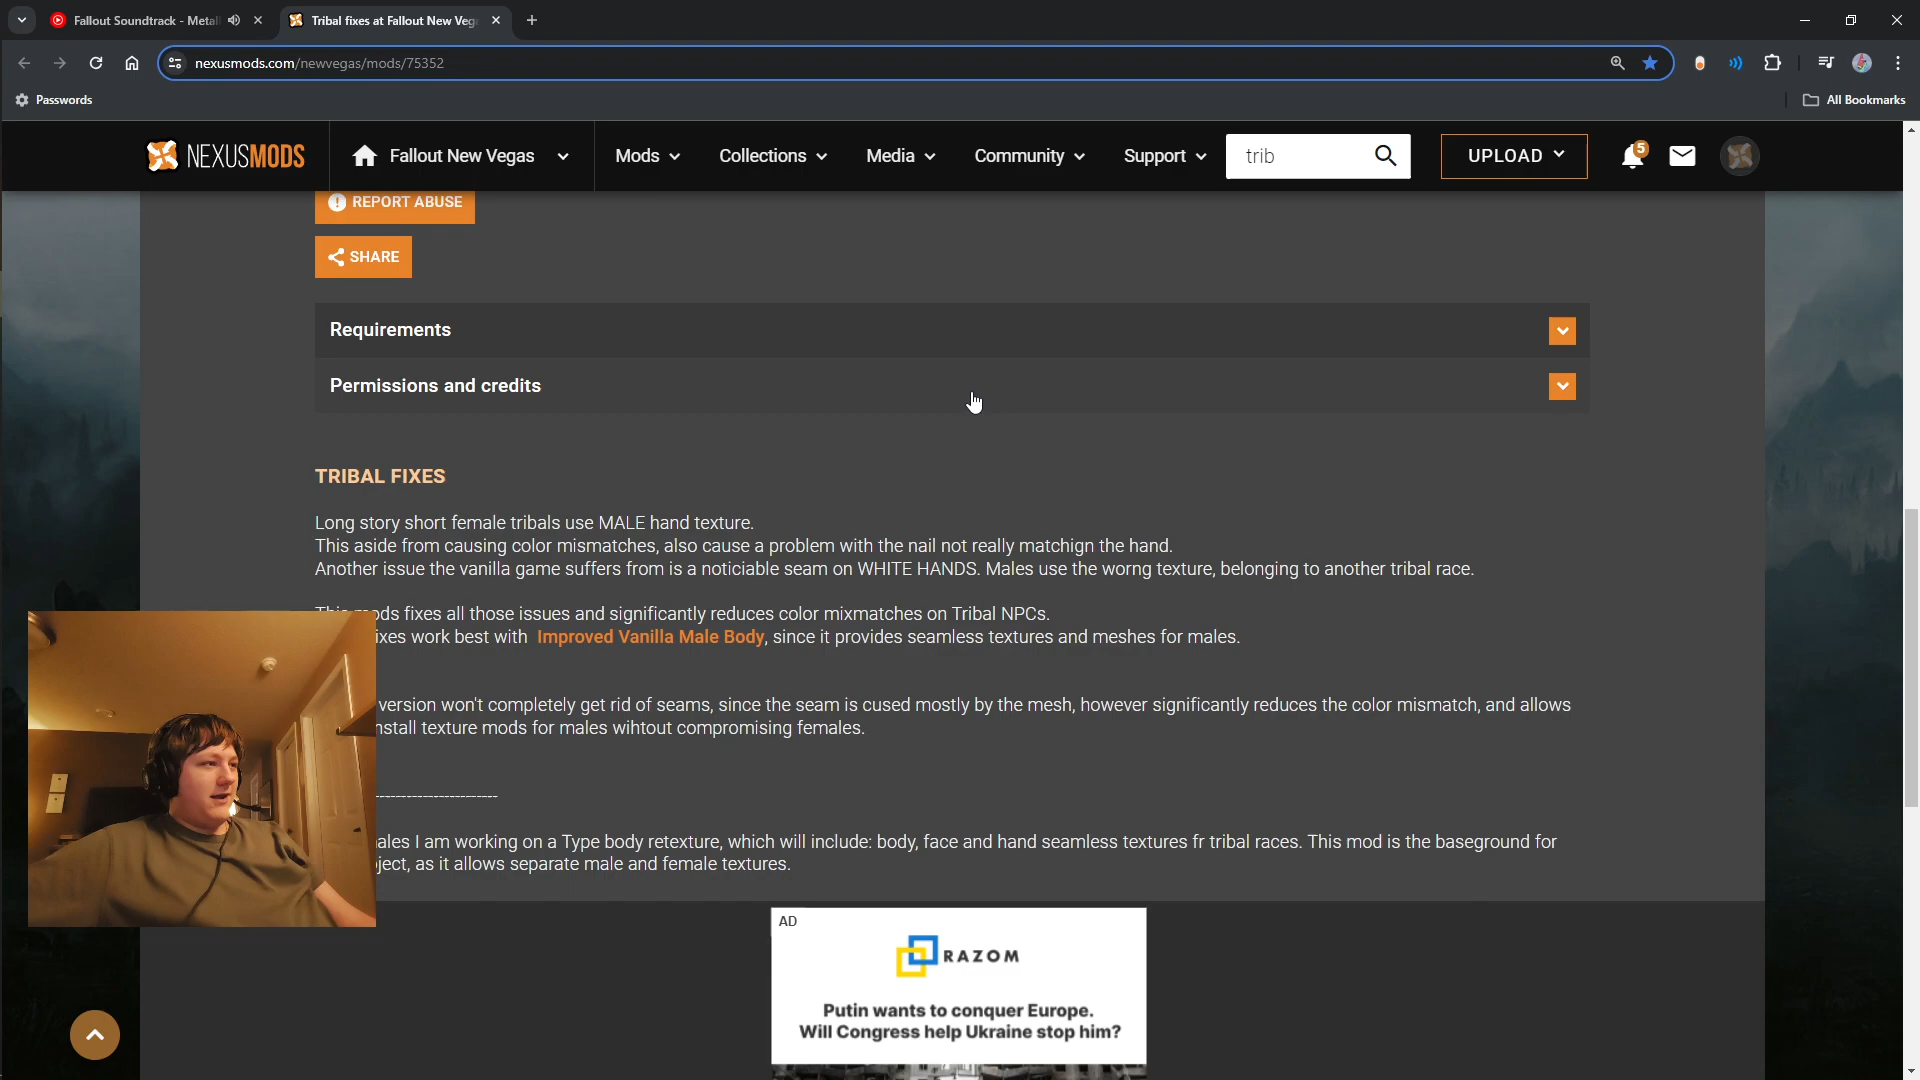 Fallout Soundtrack - Metal
Tribal fixes at Fallout New Veg
nexusmods.com/newvegas/mods/75352
Passwords
All Bookmarks
NEXUSMODS
Fallout New Vegas
Mods
Collections
Media
Community
Support
trib
UPLOAD
5
REPORT ABUSE
SHARE
Requirements
Permissions and credits
TRIBAL FIXES
Long story short female tribals use MALE hand texture.
This aside from causing color mismatches, also cause a problem with the nail not really matchign the hand.
Another issue the vanilla game suffers from is a noticiable seam on WHITE HANDS. Males use the worng texture, belonging to another tribal race.
This mods fixes all those issues and significantly reduces color mixmatches on Tribal NPCs.
ixes work best with Improved Vanilla Male Body, since it provides seamless textures and meshes for males.
version won't completely get rid of seams, since the seam is cused mostly by the mesh, however significantly reduces the color mismatch, and allows
nstall texture mods for males wihtout compromising females.
------------------------
ales I am working on a Type body retexture, which will include: body, face and hand seamless textures fr tribal races. This mod is the baseground for
ject, as it allows separate male and female textures.
AD
RAZOM
Putin wants to conquer Europe.
Will Congress help Ukraine stop him?